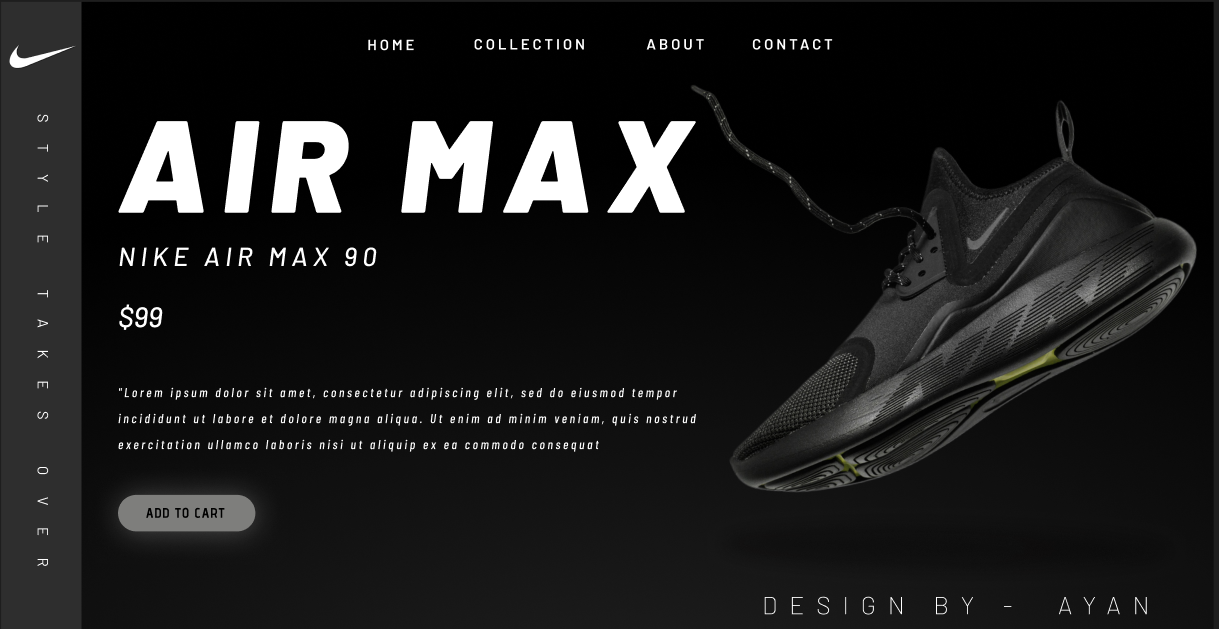 HOME COLLECTION ABOUT CONTACT
STYLE TAKES OVER
AIR MAX
NIKE AIR MAX 90
$99
"Lorem ipsum dolor sit amet, consectetur adipiscing elit, sed do eiusmod tempor
incididunt ut labore et dolore magna aliqua. Ut enim ad minim veniam, quis nostrud
exercitation ullamco laboris nisi ut aliquip ex ea commodo consequat
ADD TO CART
DESIGN BY - AYAN